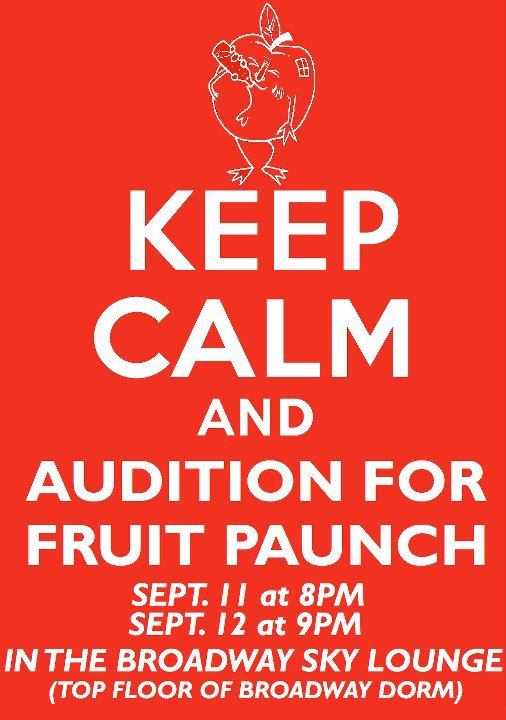 KEEP
CALM
AND
AUDITION FOR
FRUIT PAUNCH
SEPT. 11 at 8PM
SEPT. 12 at 9PM
IN THE BROADWAY SKY LOUNGE
(TOP FLOOR OF BROADWAY DORM)